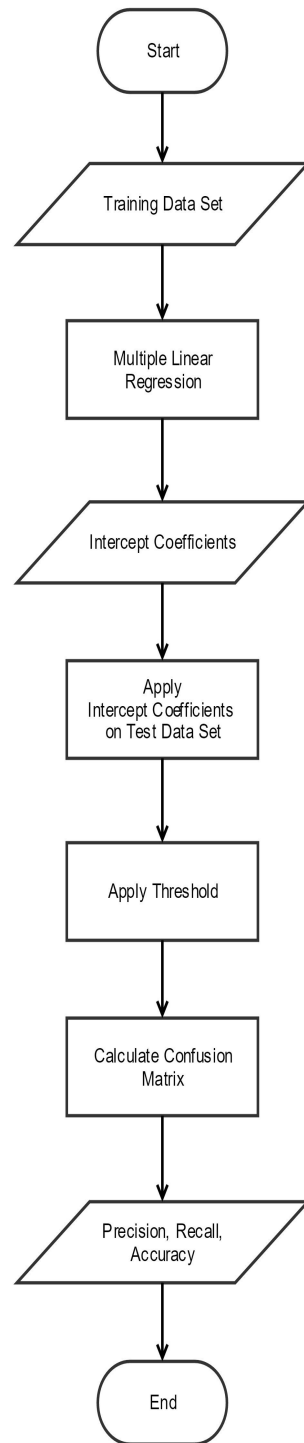 Start
Training Data Set
Multiple Linear
Regression
Intercept Coefficients
Apply
Intercept Coefficients
on Test Data Set
Apply Threshold
Calculate Confusion
Matrix
Precision, Recall,
Accuracy
End